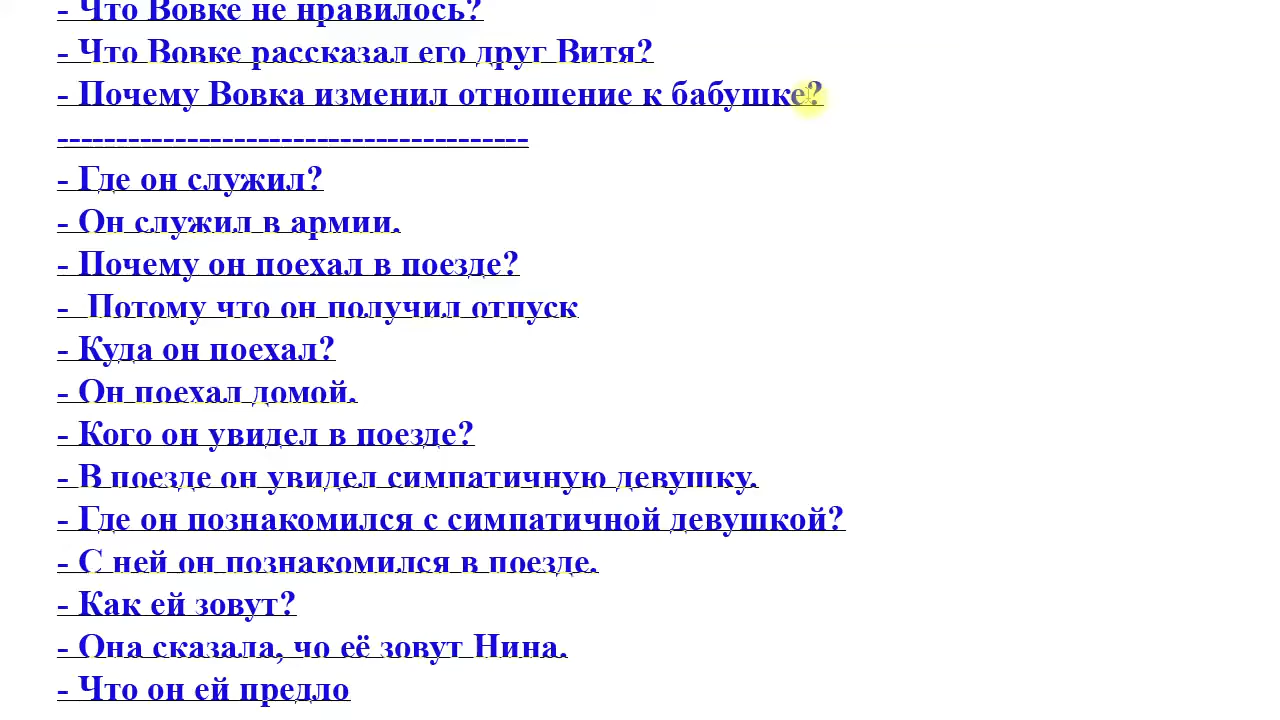 - Что Вовке не нравилось?
- Что Вовке рассказал его друг Витя?
- Почему Вовка изменил отношение к бабушке?
----------------------------------------
- Где он служил?
- Он служил в армии.
- Почему он поехал в поезде?
-  Потому что он получил отпуск
- Куда он поехал?
- Он поехал домой.
- Кого он увидел в поезде?
- В поезде он увидел симпатичную девушку.
- Где он познакомился с симпатичной девушкой?
- С ней он познакомился в поезде.
- Как ей зовут?
- Она сказала, чо её зовут Нина.
- Что он ей предло